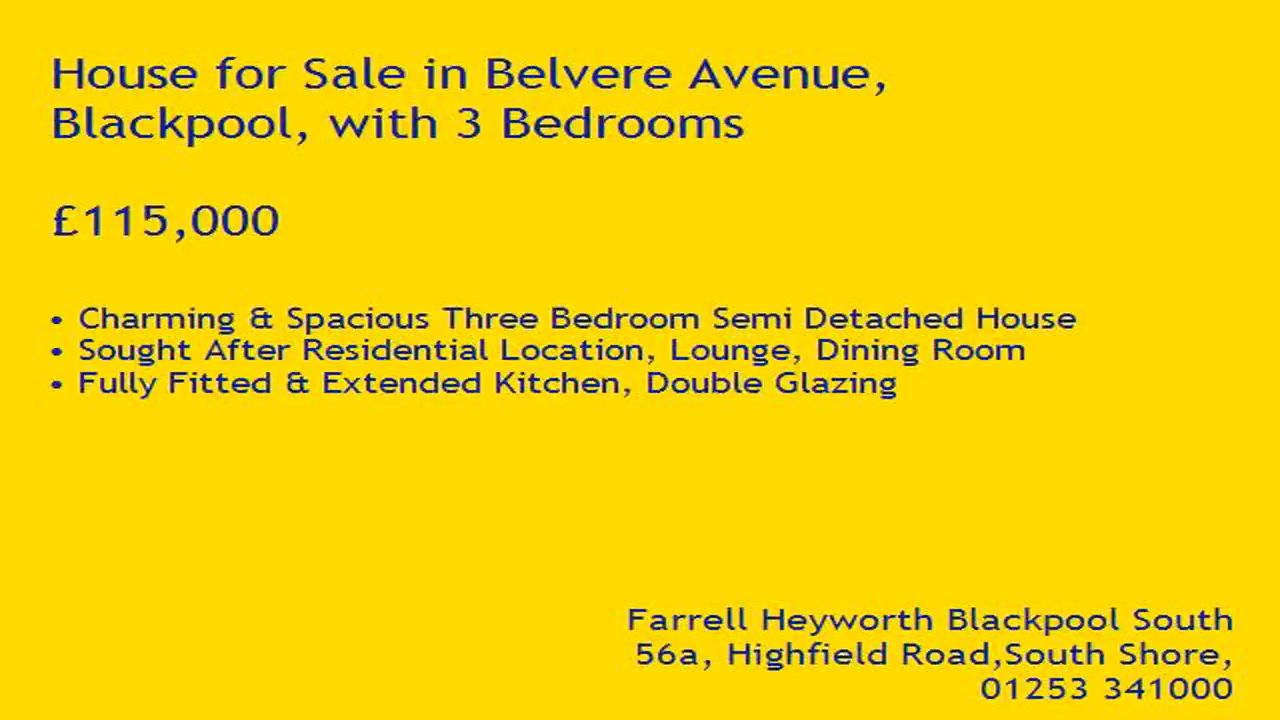 House for Sale in Belvere Avenue,
Blackpool, with 3 Bedrooms
£115,000
• Charming & Spacious Three Bedroom Semi Detached House
• Sought After Residential Location, Lounge, Dining Room
• Fully Fitted & Extended Kitchen, Double Glazing
Farrell Heyworth Blackpool South
56a, Highfield Road,South Shore,
01253 341000